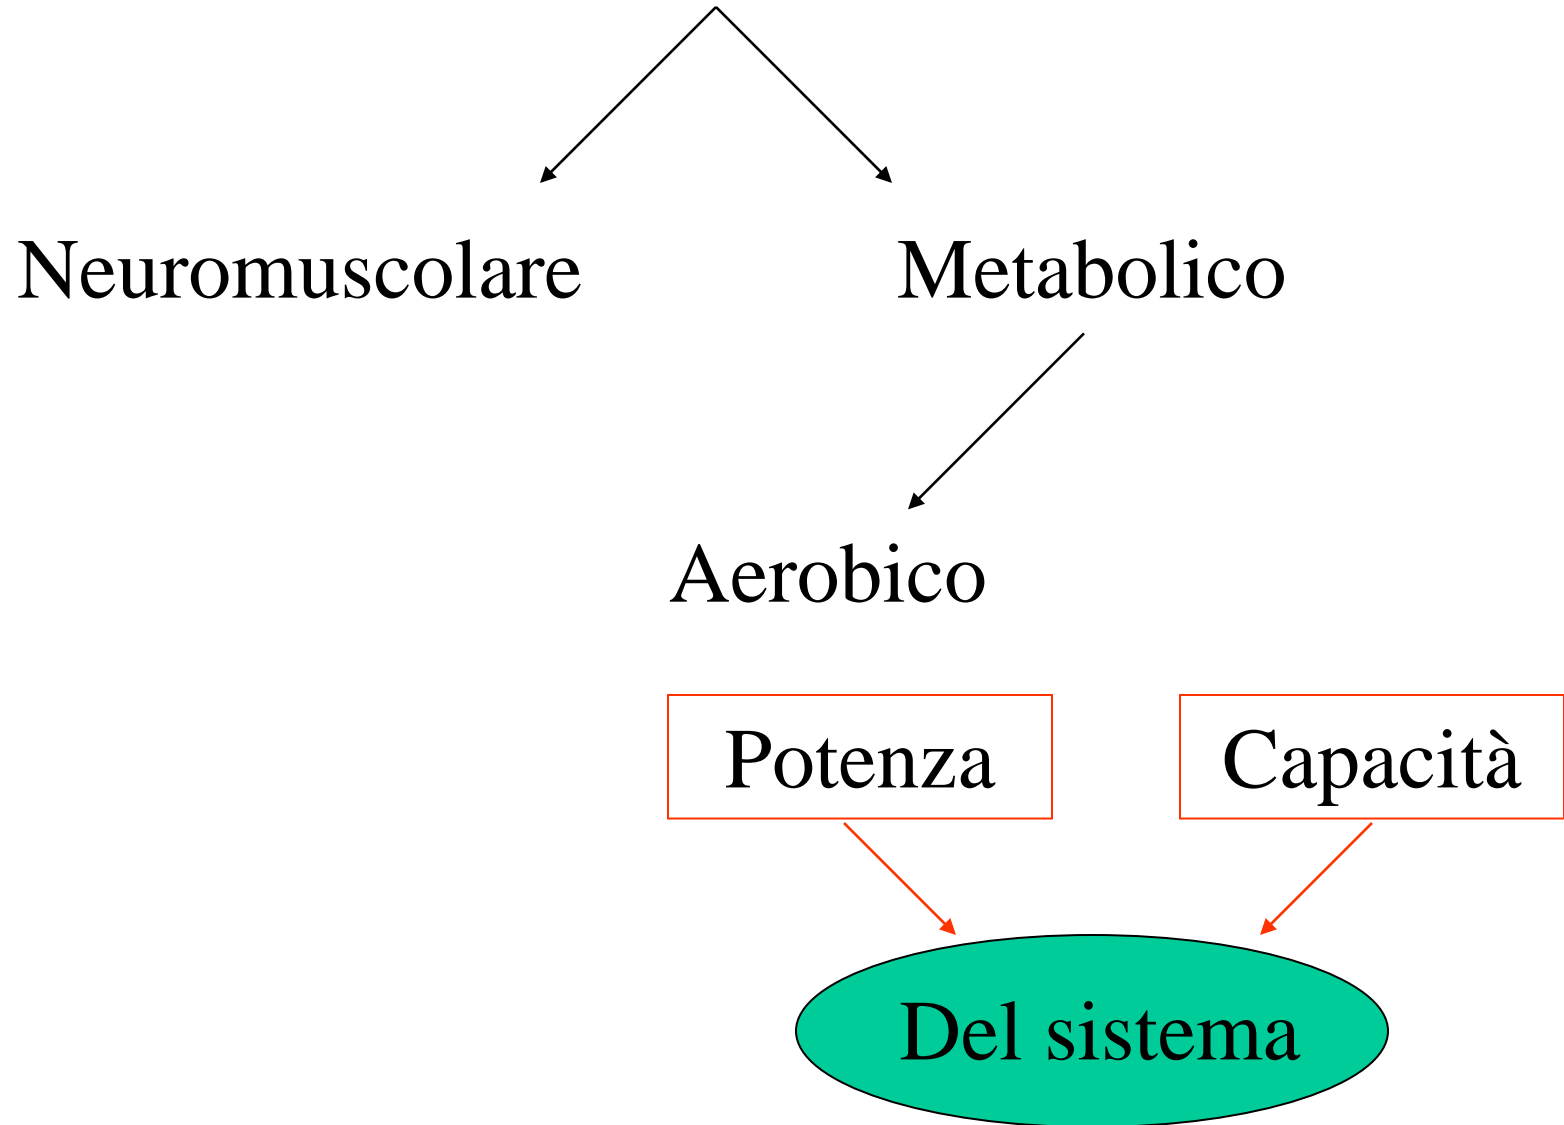 Neuromuscolare
Metabolico
Aerobico
Potenza
Capacità
Del sistema